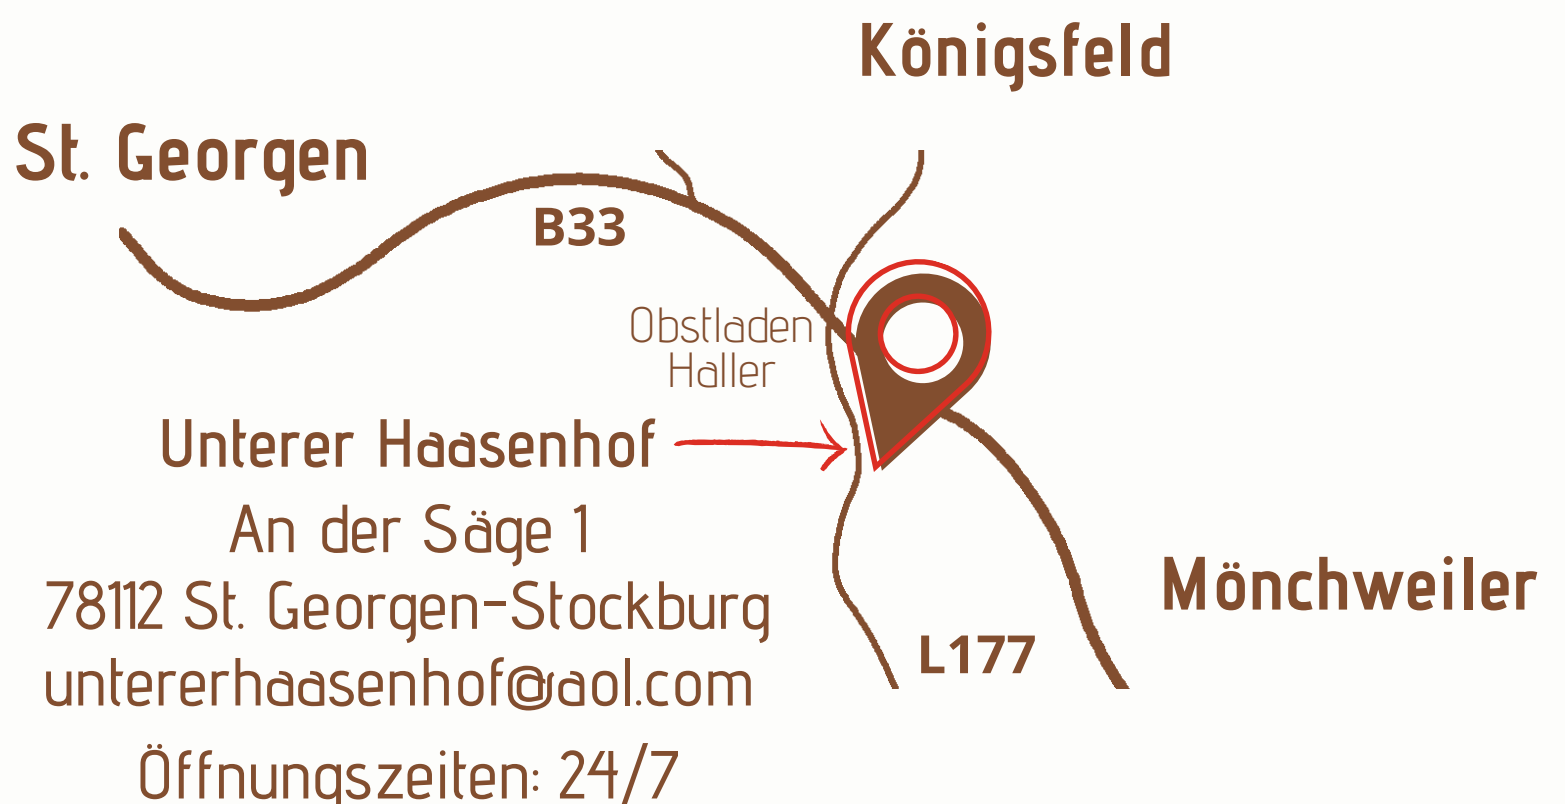 Königsfeld
St. Georgen
B33
Obstladen
Haller
Unterer Haasenhof
An der Säge 1
78112 St. Georgen-Stockburg
untererhaasenhof@aol.com
Öffnungszeiten: 24/7
Mönchweiler
L177